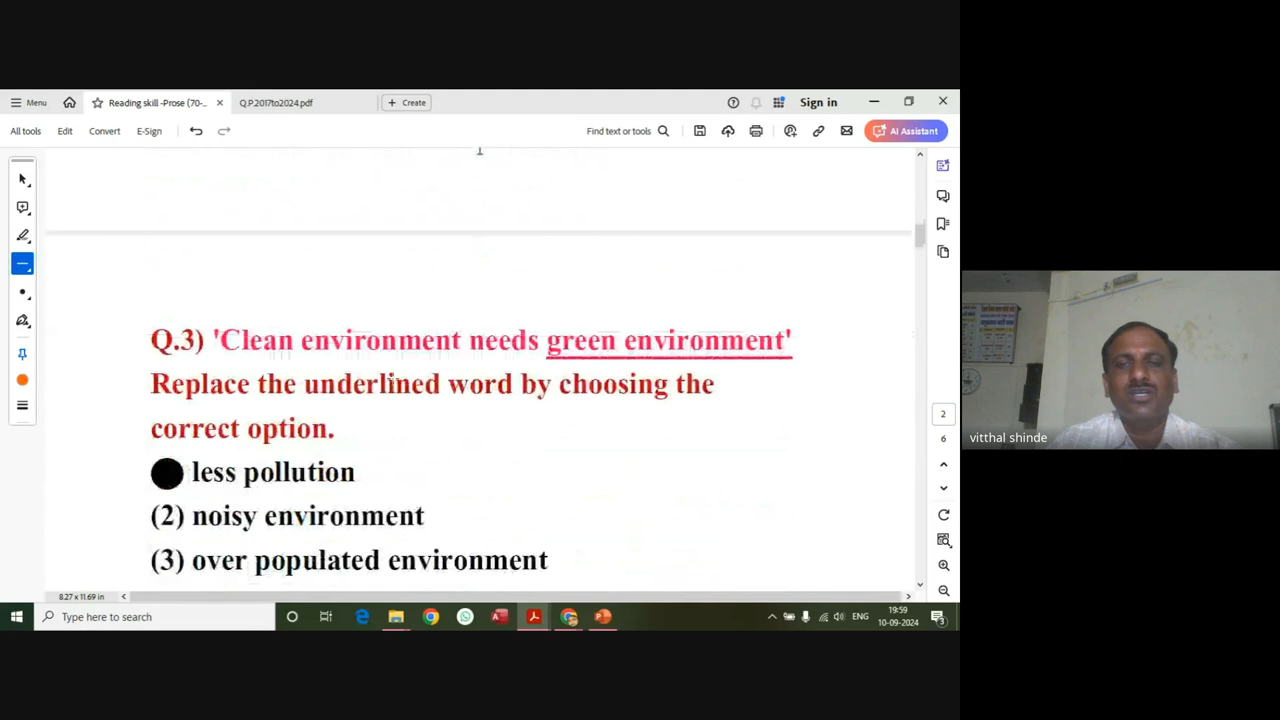 Menu
Reading skill -Prose (70-...
Q.P.2017to2024.pdf
Create
Sign in
All tools
Edit
Convert
E-Sign
Find text or tools
AI Assistant
Q.3) 'Clean environment needs green environment'
Replace the underlined word by choosing the
correct option.
less pollution
(2) noisy environment
(3) over populated environment
2
6
8.27 x 11.69 in
vitthal shinde
Type here to search
ENG
19:59
10-09-2024
3